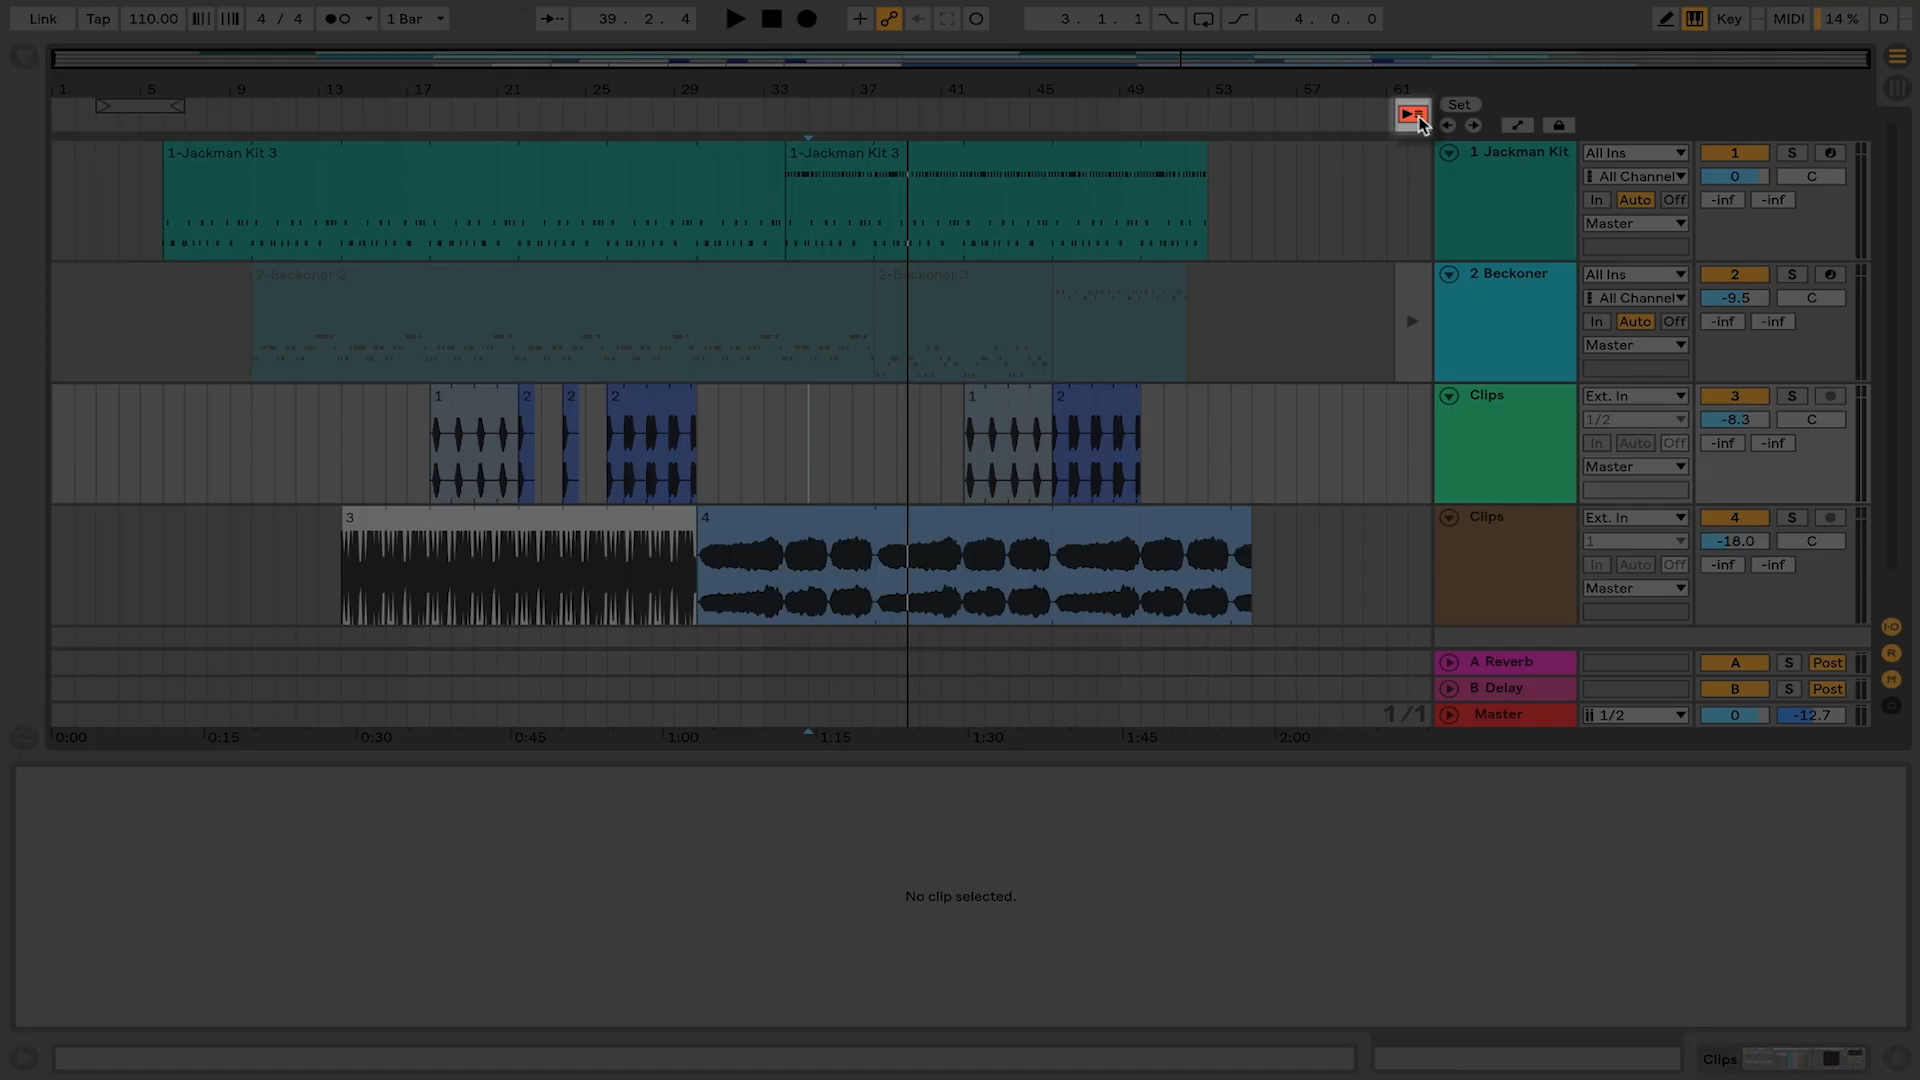 Link Tap 110.00 4 / 4 1 Bar 39 . 2 . 4 3 . 1 . 1 4 . 0 . 0 Key MIDI 14 % D
1 5 9 13 17 21 25 29 33 37 41 45 49 53 57 61
Set
1-Jackman Kit 3 1-Jackman Kit 3 1 Jackman Kit All Ins 1 S
All Channel 0 C
In Auto Off -inf -inf
Master
2-Beckoner 2 2-Beckoner 3 2 Beckoner All Ins 2 S
All Channel -9.5 C
In Auto Off -inf -inf
Master
1 2 2 2 1 2 Clips Ext. In 3 S
1/2 -8.3 C
In Auto Off -inf -inf
Master
3 4 Clips Ext. In 4 S
1 -18.0 C
In Auto Off -inf -inf
Master
I·O
R
M
D
A Reverb A S Post
B Delay B S Post
1/1 Master 1/2 0 -12.7
0:00 0:15 0:30 0:45 1:00 1:15 1:30 1:45 2:00
No clip selected.
Clips